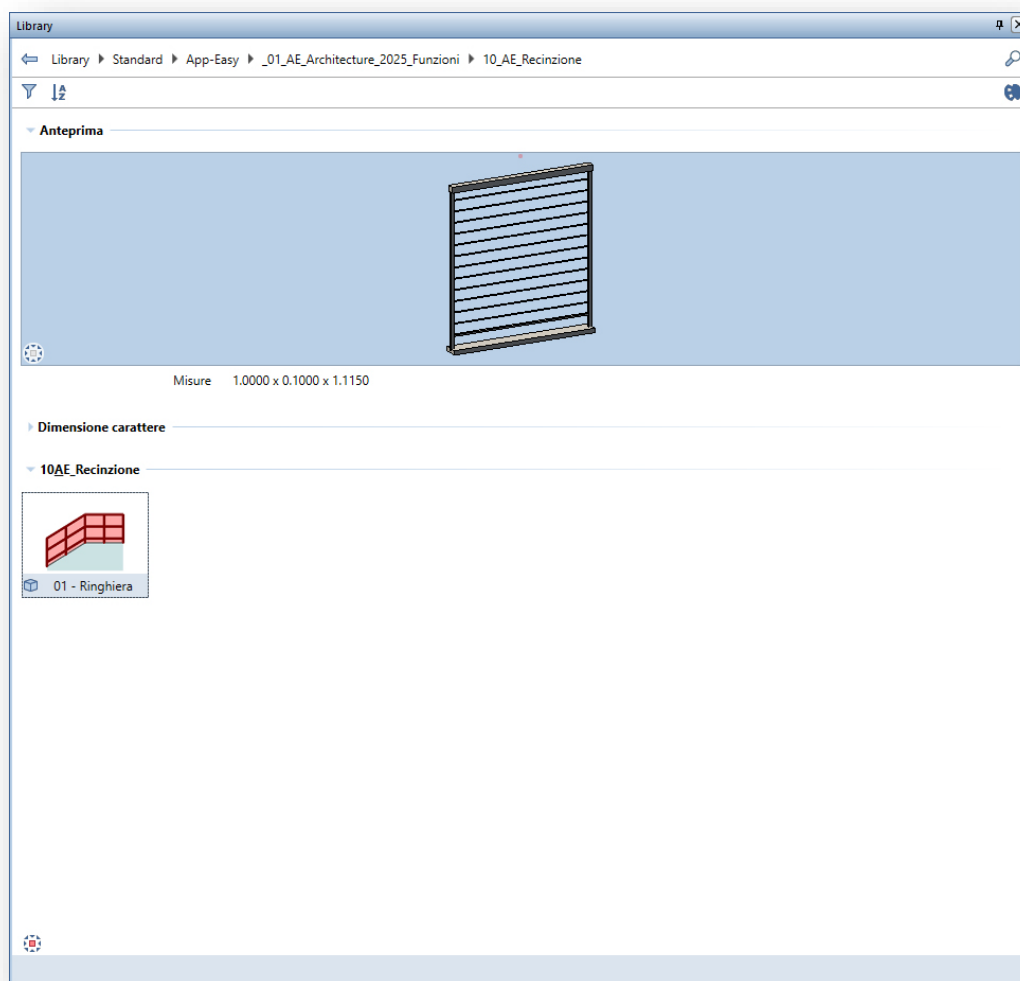 Library
Library Standard App-Easy _01_AE_Architecture_2025_Funzioni 10_AE_Recinzione
A
Z
Anteprima
Misure 1.0000 x 0.1000 x 1.1150
Dimensione carattere
10AE_Recinzione
01 - Ringhiera